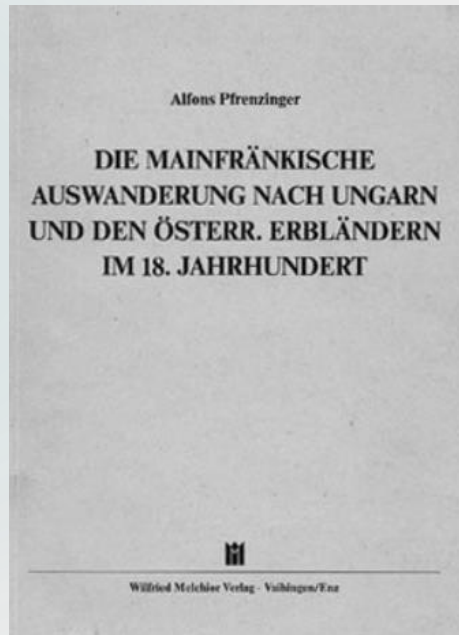 Alfons Pfrenzinger
DIE MAINFRÄNKISCHE
AUSWANDERUNG NACH UNGARN
UND DEN ÖSTERR. ERBLÄNDERN
IM 18. JAHRHUNDERT
Wilfried Melchior Verlag - Vaihingen/Enz